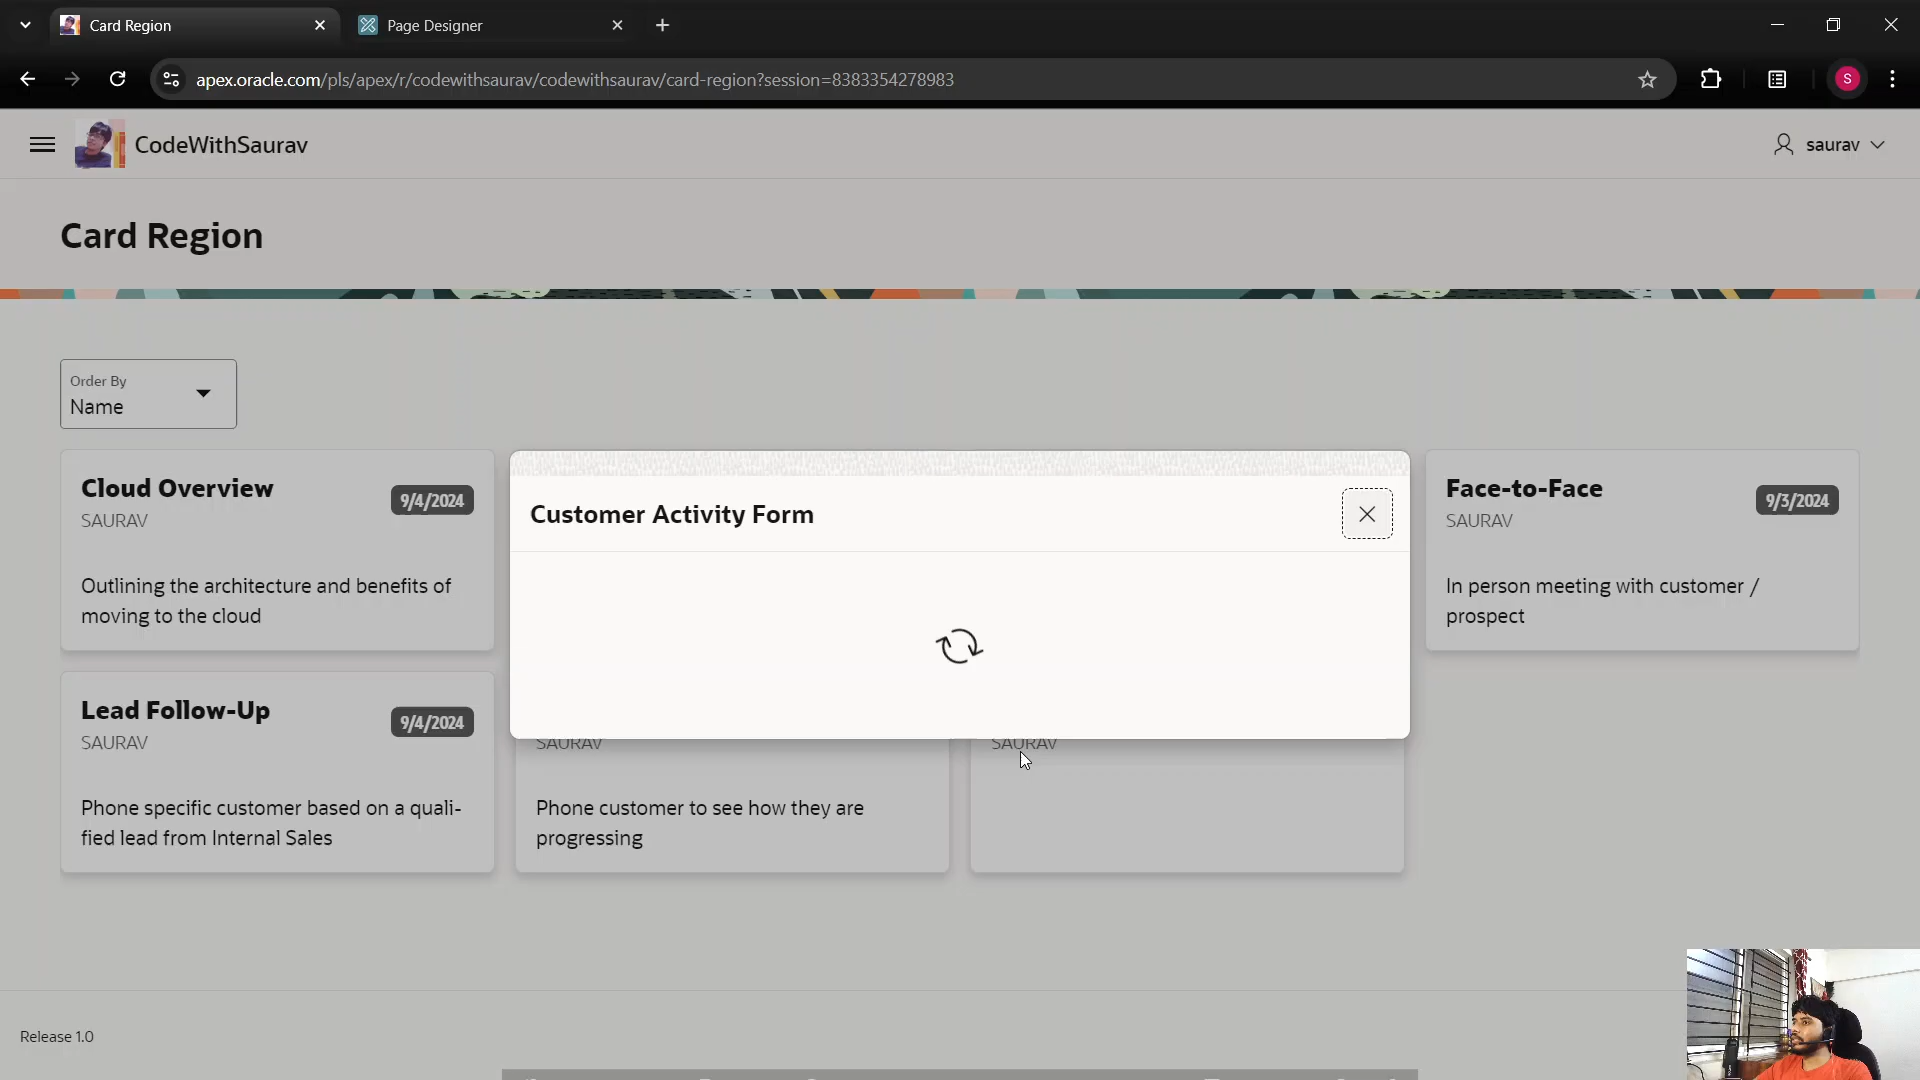 Card Region
Page Designer
apex.oracle.com/pls/apex/r/codewithsaurav/codewithsaurav/card-region?session=8383354278983
S
CodeWithSaurav
saurav
Card Region
Order By
Name
Cloud Overview
9/4/2024
SAURAV
Outlining the architecture and benefits of
moving to the cloud
Customer Activity Form
Face-to-Face
9/3/2024
SAURAV
In person meeting with customer /
prospect
Lead Follow-Up
9/4/2024
SAURAV
Phone specific customer based on a quali-
fied lead from Internal Sales
SAURAV
Phone customer to see how they are
progressing
SAURAV
Release 1.0